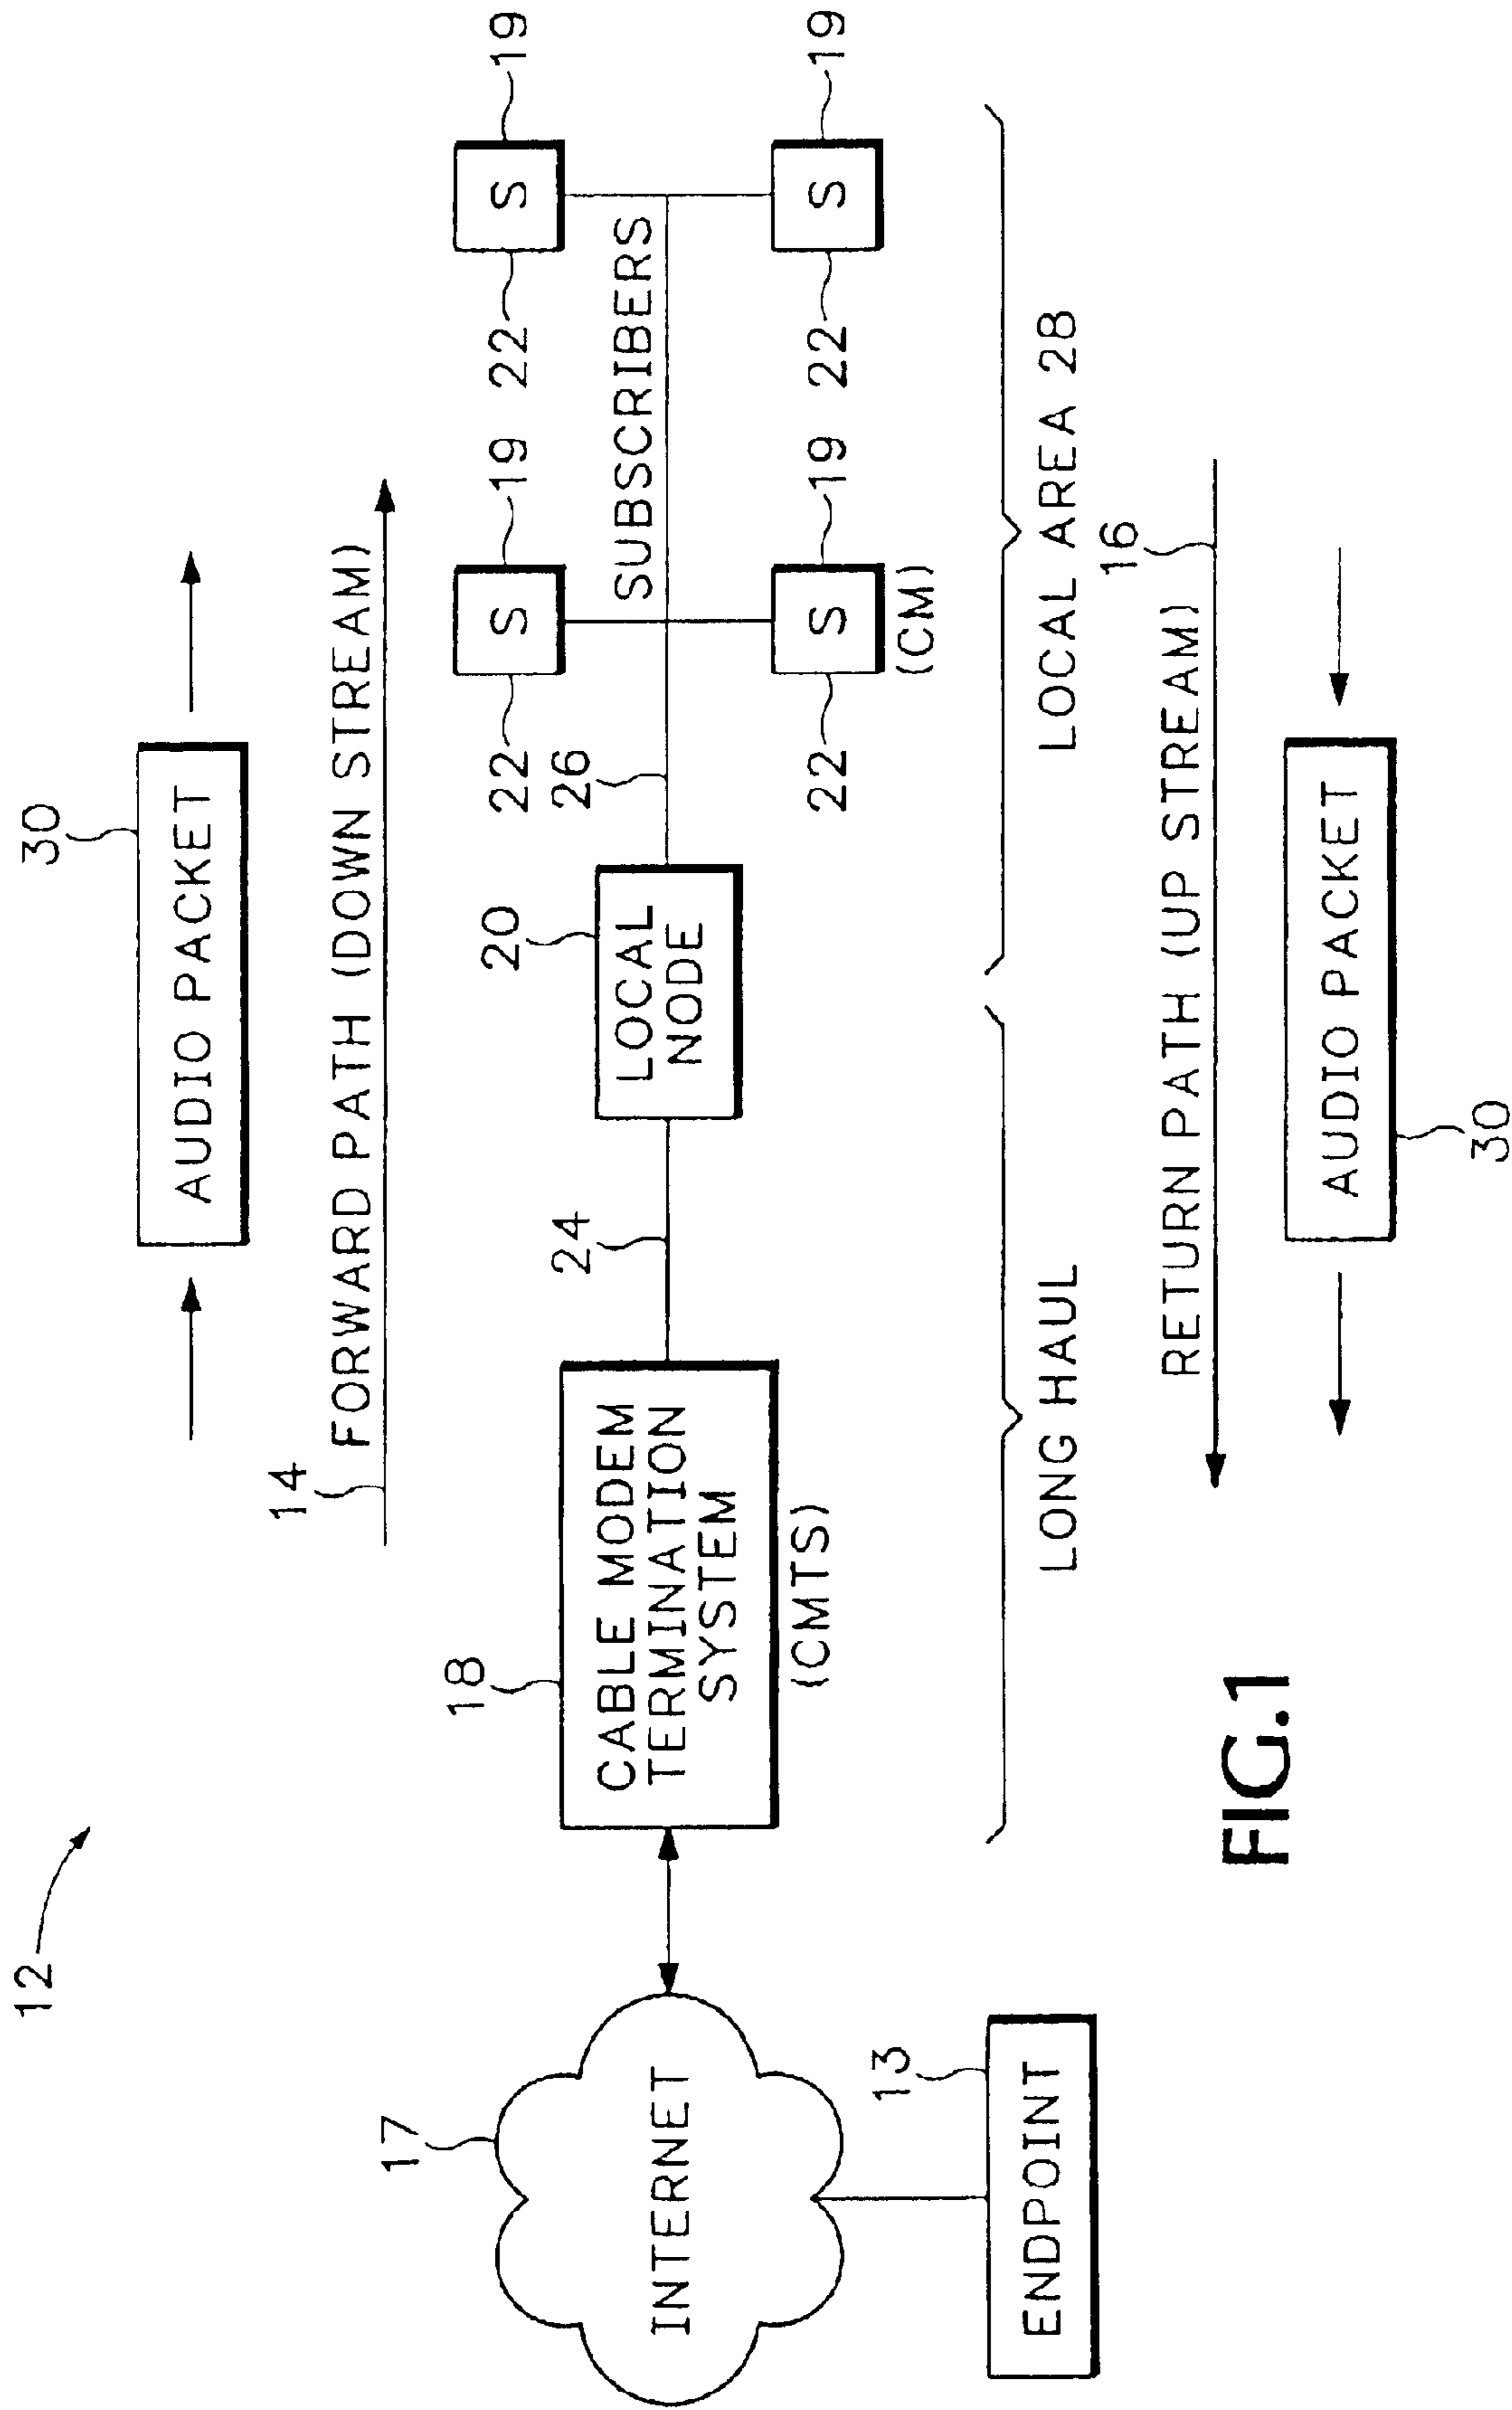 12
30
AUDIO PACKET
14
FORWARD PATH (DOWN STREAM)
17
INTERNET
13
ENDPOINT
18
CABLE MODEM
TERMINATION
SYSTEM
(CMTS)
24
20
LOCAL
NODE
26
22
S
19
22
S
19
SUBSCRIBERS
22
S
19
(CM)
22
S
19
LONG HAUL
LOCAL AREA 28
16
RETURN PATH (UP STREAM)
AUDIO PACKET
30
FIG.1